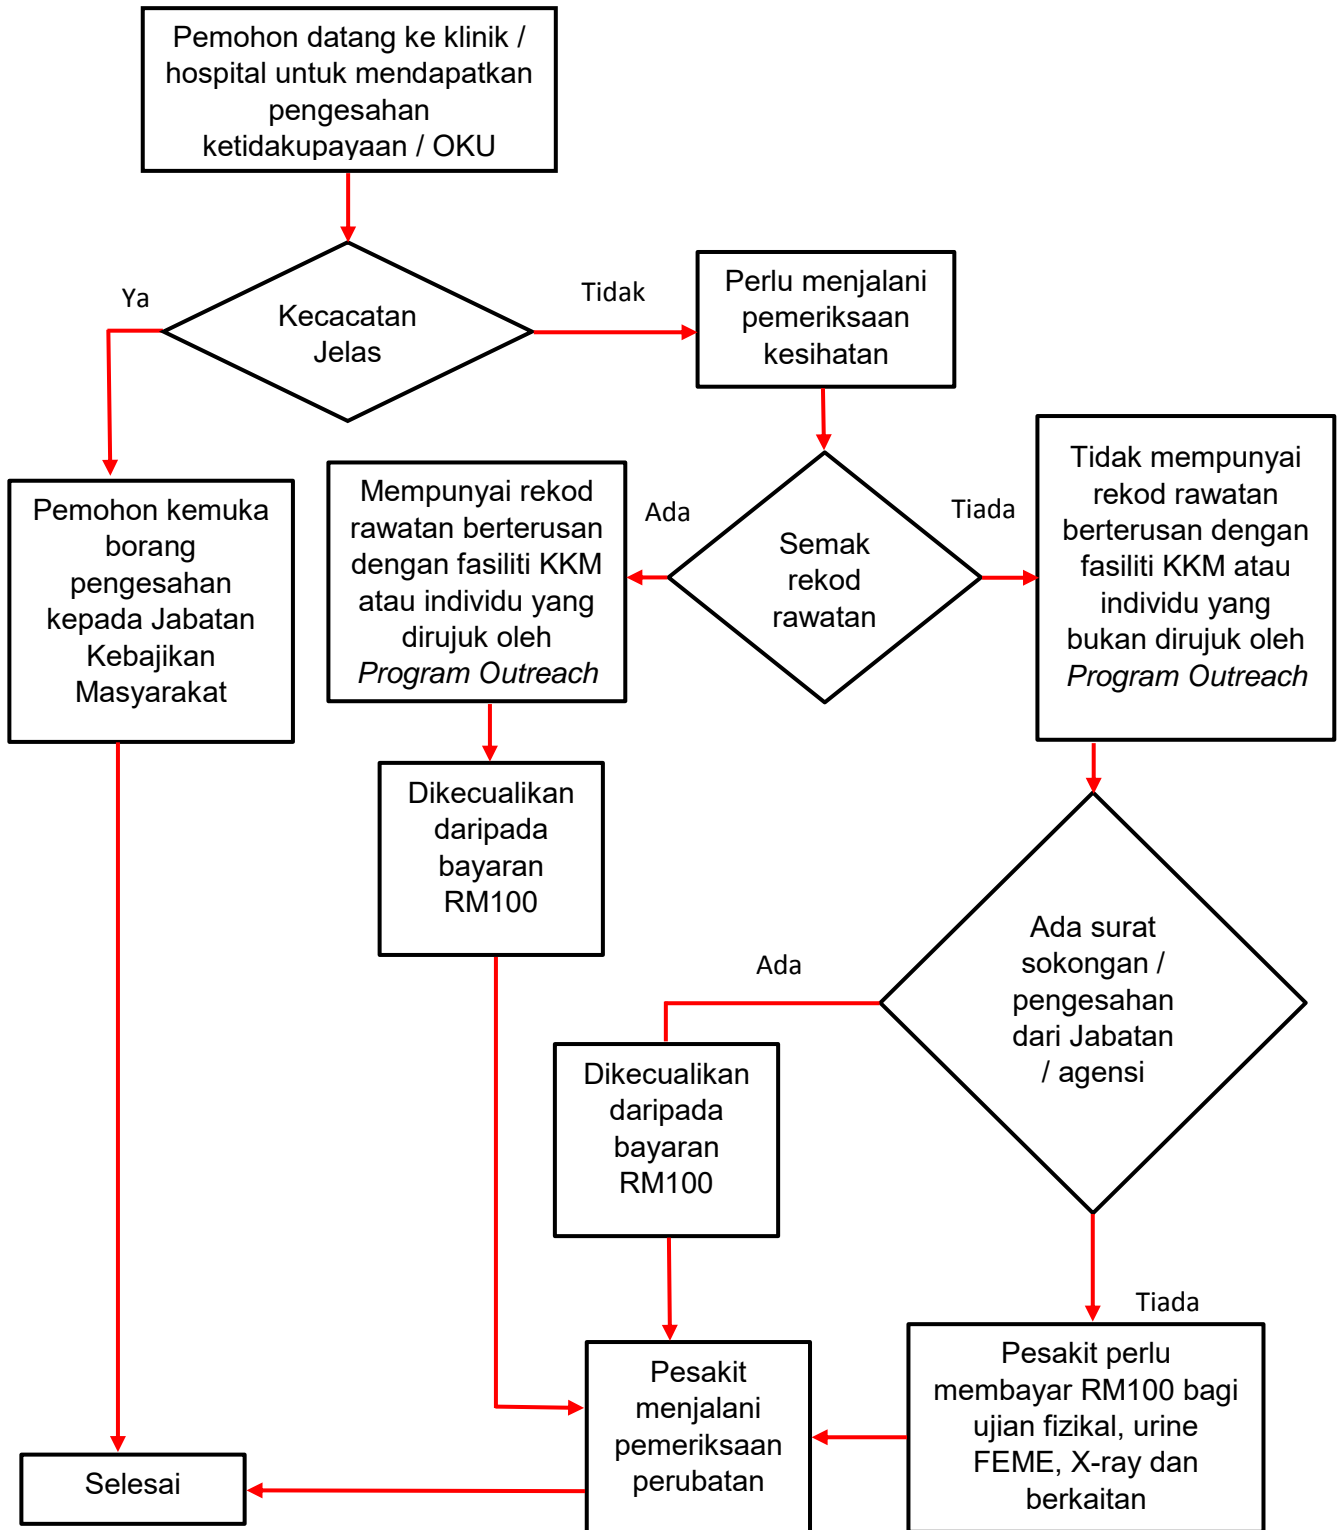 Pemohon datang ke klinik /
hospital untuk mendapatkan
pengesahan
ketidakupayaan / OKU
Ya
Kecacatan
Jelas
Tidak
Perlu menjalani
pemeriksaan
kesihatan
Pemohon kemuka
borang
pengesahan
kepada Jabatan
Kebajikan
Masyarakat
Mempunyai rekod
rawatan berterusan
dengan fasiliti KKM
atau individu yang
dirujuk oleh
Program Outreach
Ada
Semak
rekod
rawatan
Tiada
Tidak mempunyai
rekod rawatan
berterusan dengan
fasiliti KKM atau
individu yang
bukan dirujuk oleh
Program Outreach
Dikecualikan
daripada
bayaran
RM100
Ada
Ada surat
sokongan /
pengesahan
dari Jabatan
/ agensi
Dikecualikan
daripada
bayaran
RM100
Tiada
Selesai
Pesakit
menjalani
pemeriksaan
perubatan
Pesakit perlu
membayar RM100 bagi
ujian fizikal, urine
FEME, X-ray dan
berkaitan